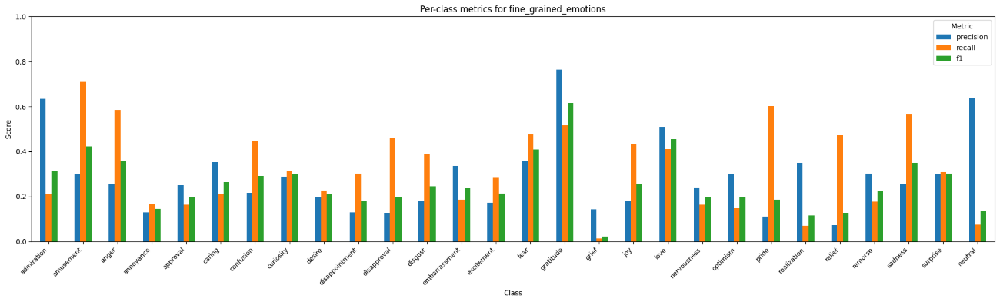 Per-class metrics for fine_grained_emotions
Metric
precision
recall
f1
Score
1.0
0.8
0.6
0.4
0.2
0.0
admiration
amusement
anger
annoyance
approval
caring
confusion
curiosity
desire
disappointment
disapproval
disgust
embarrassment
excitement
fear
gratitude
grief
joy
love
nervousness
optimism
pride
realization
relief
remorse
sadness
surprise
neutral
Class